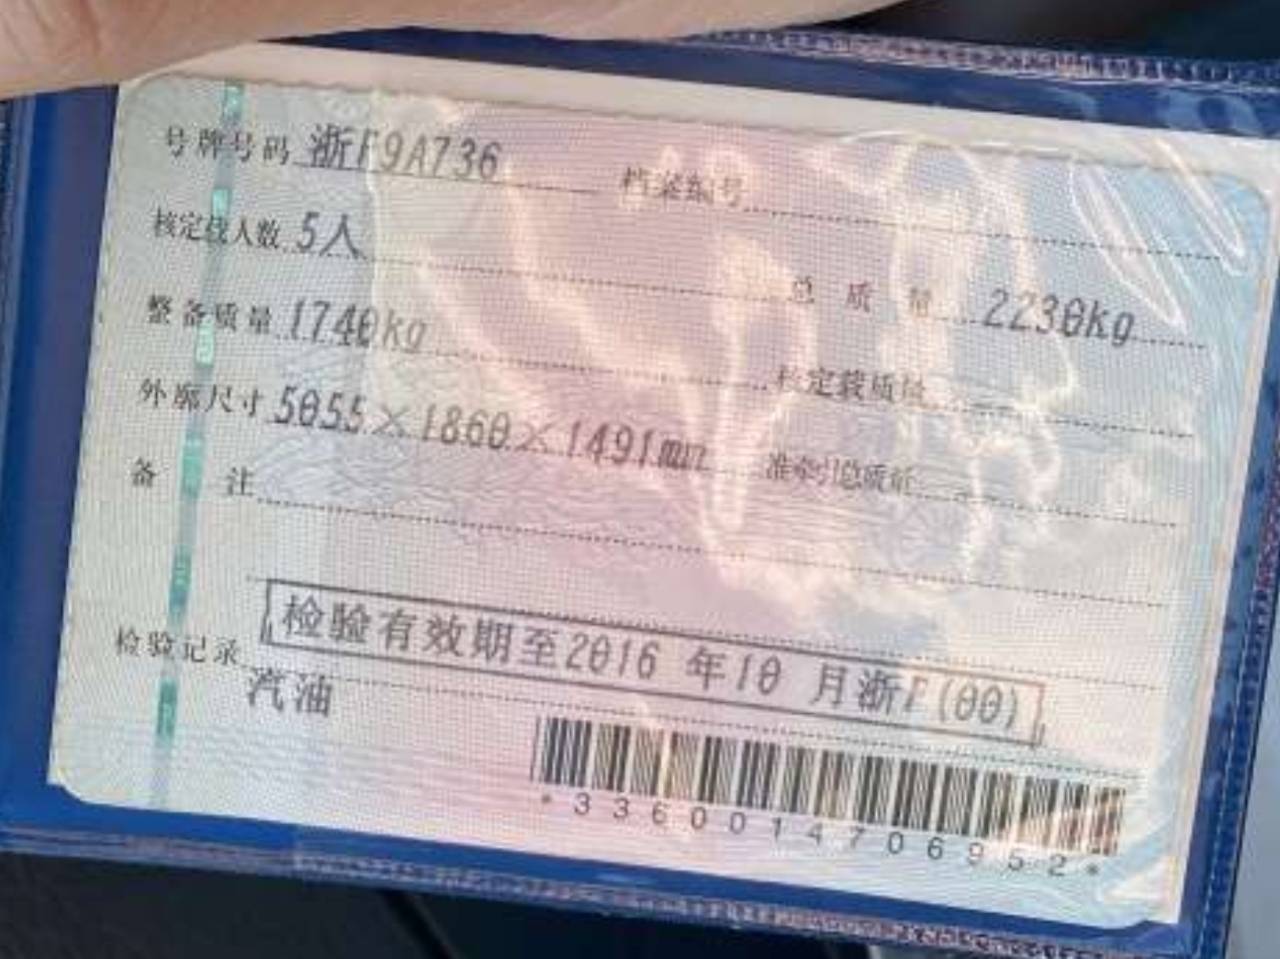 号牌号码 浙F9A736 档案编号
核定载人数 5人 总质量 2230kg
整备质量 1740kg 核定载质量
外廓尺寸 5055×1860×1491mm 准牵引总质量
备注
检验记录 检验有效期至2016 年10 月浙F(00)
汽油
*3360014706952*